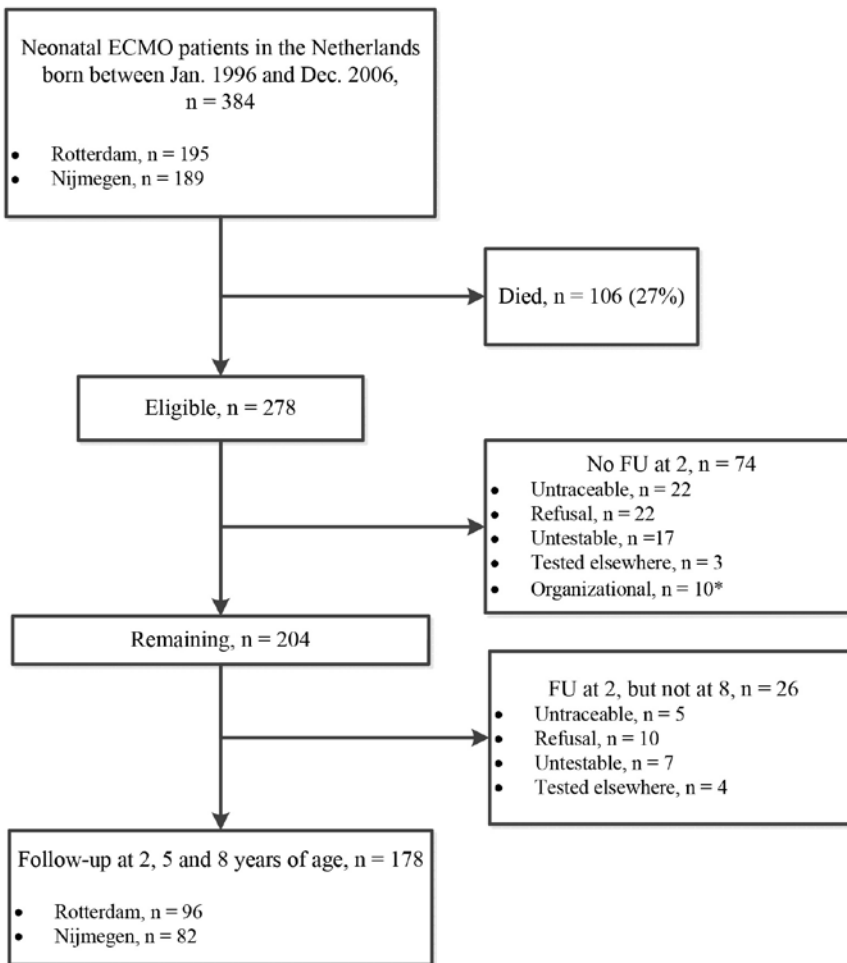 Neonatal ECMO patients in the Netherlands
born between Jan. 1996 and Dec. 2006,
n = 384
• Rotterdam, n = 195
• Nijmegen, n = 189
Died, n = 106 (27%)
Eligible, n = 278
No FU at 2, n = 74
• Untraceable, n = 22
• Refusal, n = 22
• Untestable, n =17
• Tested elsewhere, n = 3
• Organizational, n = 10*
Remaining, n = 204
FU at 2, but not at 8, n = 26
• Untraceable, n = 5
• Refusal, n = 10
• Untestable, n = 7
• Tested elsewhere, n = 4
Follow-up at 2, 5 and 8 years of age, n = 178
• Rotterdam, n = 96
• Nijmegen, n = 82